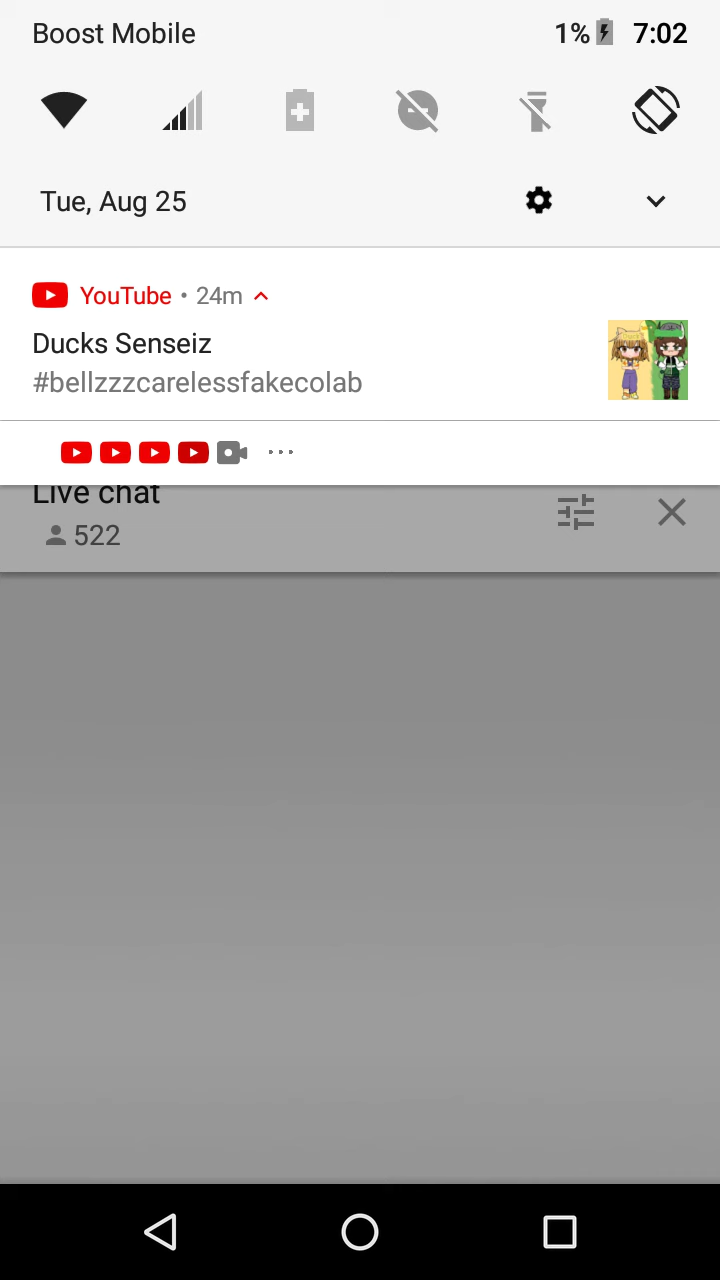 Boost Mobile 1% 7:02
Tue, Aug 25
YouTube • 24m
Ducks Senseiz
#bellzzzcarelessfakecolab
Live chat
522